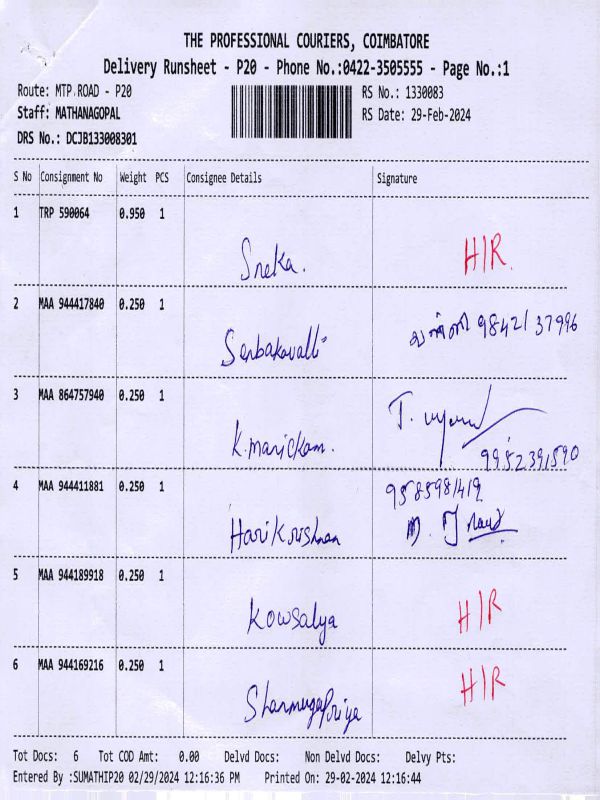 THE PROFESSIONAL COURIERS, COIMBATORE
Delivery Runsheet - P20 - Phone No.:0422-3505555 - Page No.:1
Route: MTP ROAD - P20 RS No.: 1330083
Staff: MATHANAGOPAL RS Date: 29-Feb-2024
DRS No.: DCJB133008301
S No Consignment No Weight PCS Consignee Details Signature
1 TRP 590064 0.950 1
Sneka. H/R.
2 MAA 944417840 0.250 1
Senbakavalli 9842137996
3 MAA 864757940 0.250 1
K. Manickam. 9952391590
4 MAA 944411881 0.250 1 9585981419
Harikrishnan
5 MAA 944189918 0.250 1
Kowsalya H/R
6 MAA 944169216 0.250 1
Shanmugapriya H/R
Tot Docs: 6 Tot COD Amt: 0.00 Delvd Docs: Non Delvd Docs: Delvy Pts:
Entered By :SUMATHIP20 02/29/2024 12:16:36 PM Printed On: 29-02-2024 12:16:44